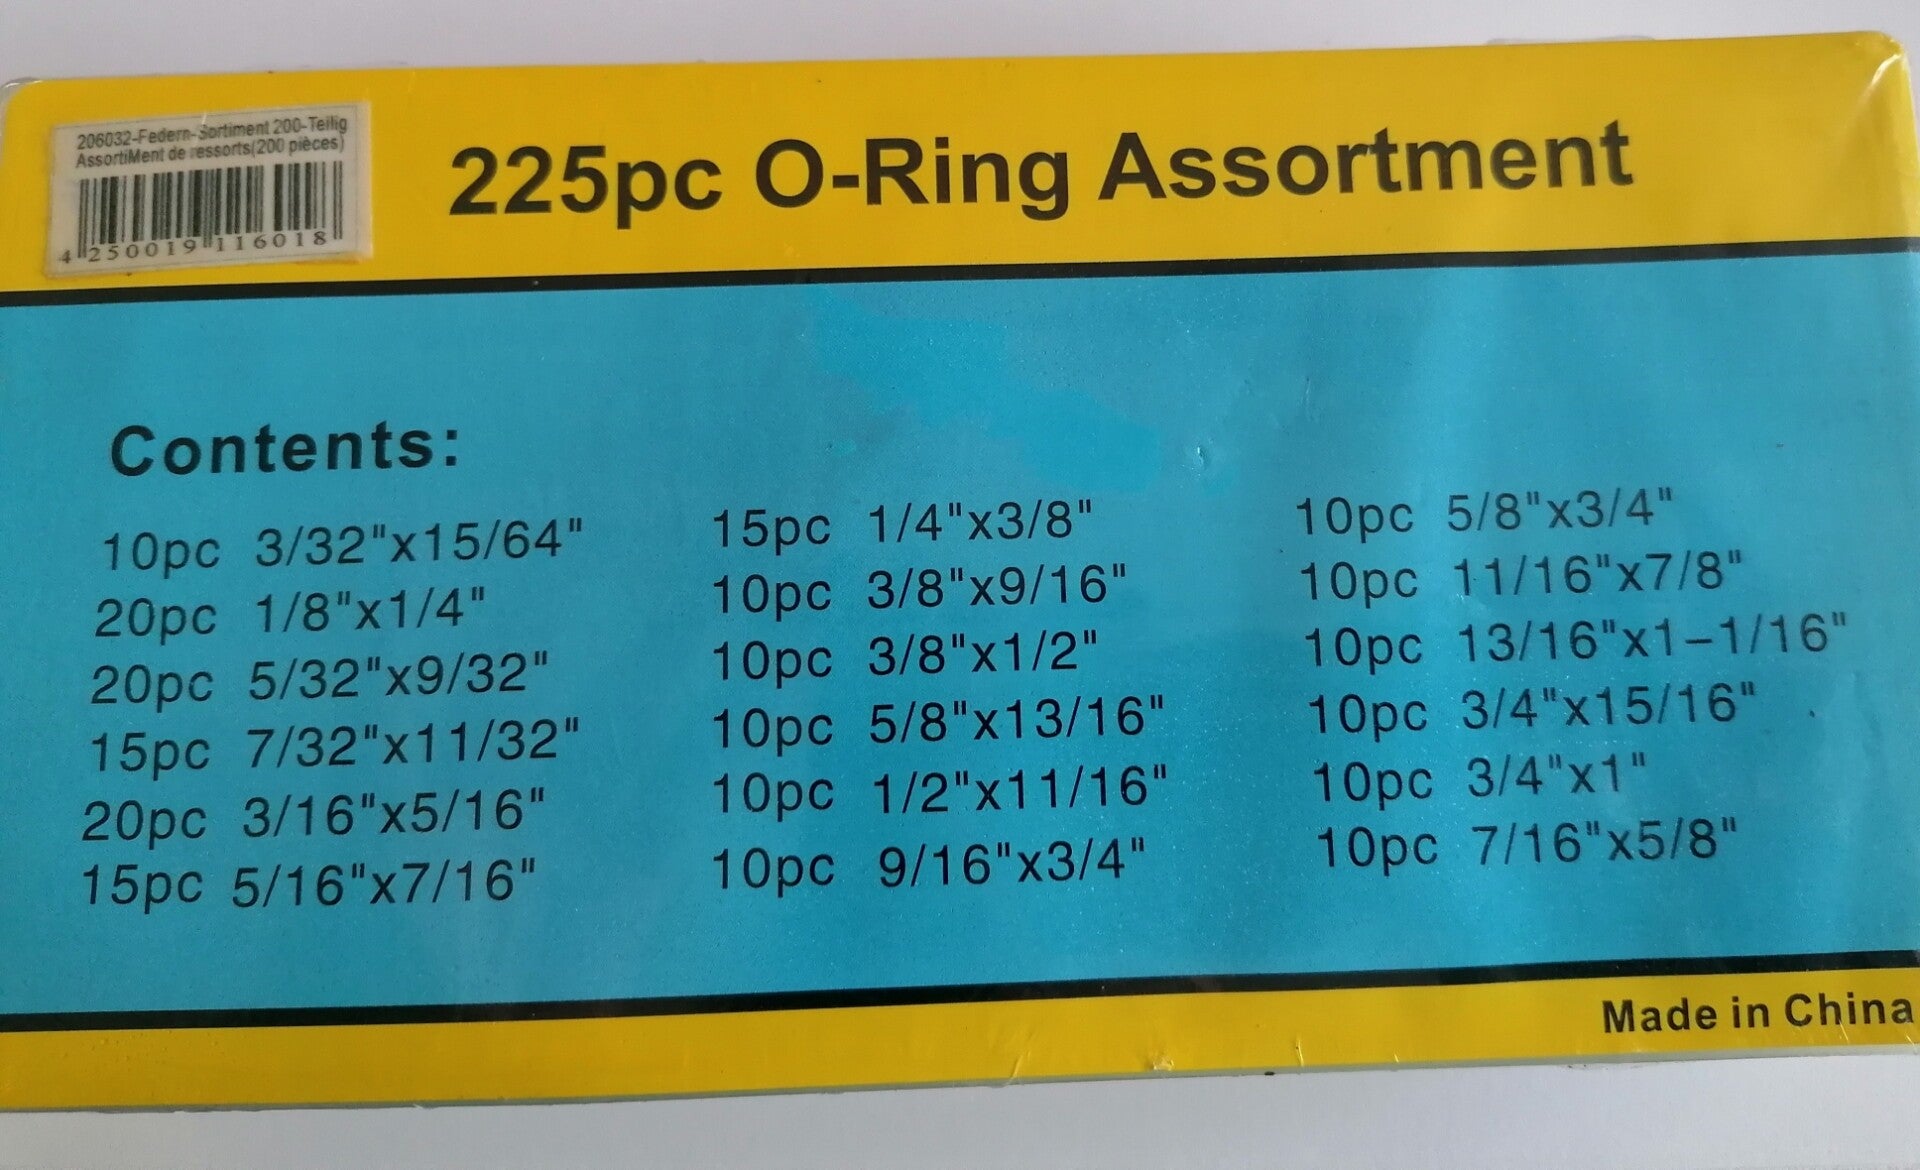 206032-Federn-Sortiment 200-Teilig
AssortiMent de ressorts(200 pièces)
4 250019 116018
225pc O-Ring Assortment
Contents:
10pc 3/32"x15/64"
20pc 1/8"x1/4"
20pc 5/32"x9/32"
15pc 7/32"x11/32"
20pc 3/16"x5/16"
15pc 5/16"x7/16"
15pc 1/4"x3/8"
10pc 3/8"x9/16"
10pc 3/8"x1/2"
10pc 5/8"x13/16"
10pc 1/2"x11/16"
10pc 9/16"x3/4"
10pc 5/8"x3/4"
10pc 11/16"x7/8"
10pc 13/16"x1-1/16"
10pc 3/4"x15/16"
10pc 3/4"x1"
10pc 7/16"x5/8"
Made in China